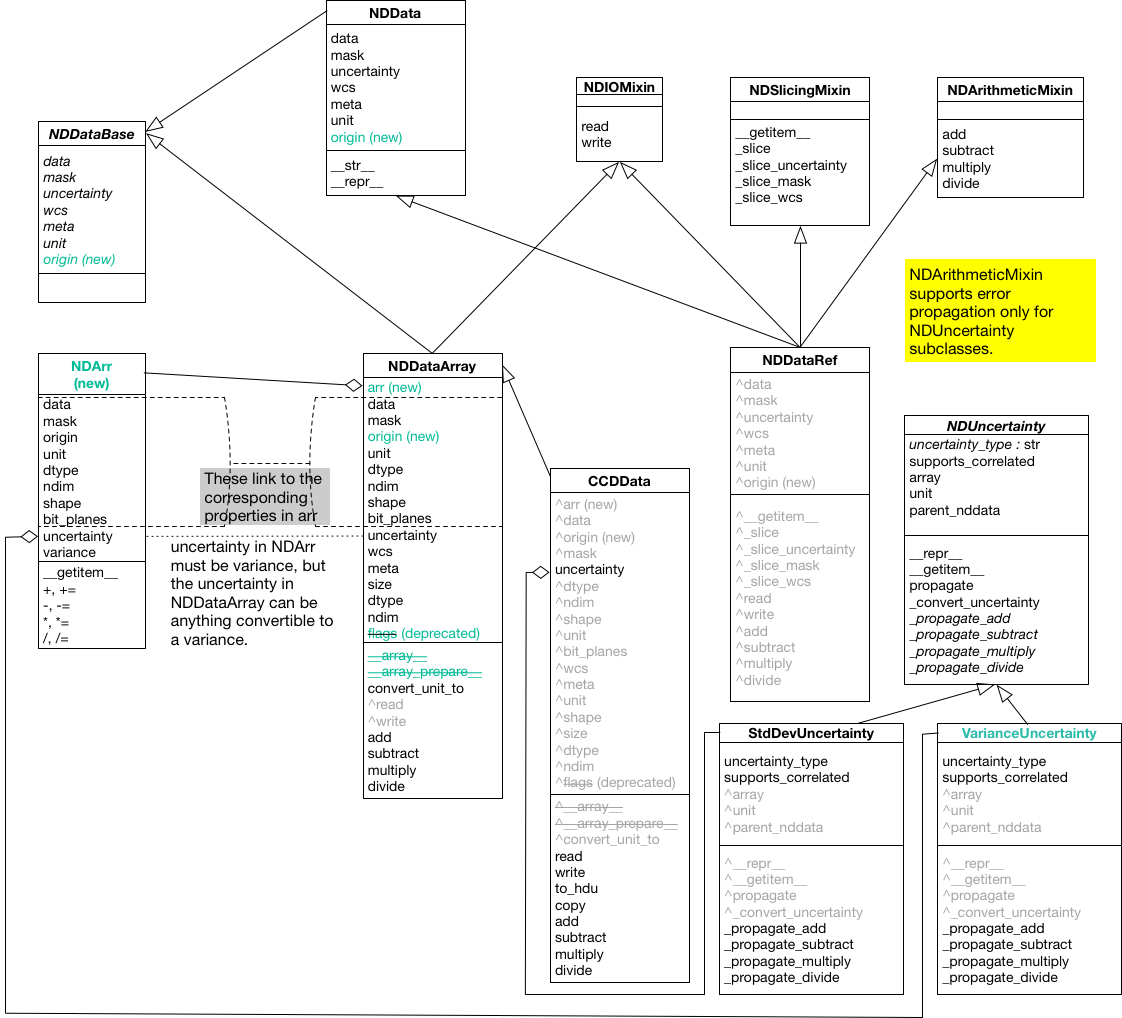 NDData
data
mask
uncertainty
wcs
meta
unit
origin (new)
__str__
__repr__
NDIOMixin
read
write
NDSlicingMixin
__getitem__
_slice
_slice_uncertainty
_slice_mask
_slice_wcs
NDArithmeticMixin
add
subtract
multiply
divide
NDDataBase
data
mask
uncertainty
wcs
meta
unit
origin (new)
NDArithmeticMixin
supports error
propagation only for
NDUncertainty
subclasses.
NDArr
(new)
data
mask
origin
unit
dtype
ndim
shape
bit_planes
uncertainty
variance
__getitem__
+, +=
-, -=
*, *=
/, /=
These link to the
corresponding
properties in arr
uncertainty in NDArr
must be variance, but
the uncertainty in
NDDataArray can be
anything convertible to
a variance.
NDDataArray
arr (new)
data
mask
origin (new)
unit
dtype
ndim
shape
bit_planes
uncertainty
wcs
meta
size
dtype
ndim
flags (deprecated)
__array__
__array_prepare__
convert_unit_to
^read
^write
add
subtract
multiply
divide
CCDData
^arr (new)
^data
^origin (new)
^mask
uncertainty
^dtype
^ndim
^shape
^unit
^bit_planes
^wcs
^meta
^unit
^shape
^size
^dtype
^ndim
^flags (deprecated)
^__array__
^__array_prepare__
^convert_unit_to
read
write
to_hdu
copy
add
subtract
multiply
divide
NDDataRef
^data
^mask
^uncertainty
^wcs
^meta
^unit
^origin (new)
^__getitem__
^_slice
^_slice_uncertainty
^_slice_mask
^_slice_wcs
^read
^write
^add
^subtract
^multiply
^divide
NDUncertainty
uncertainty_type : str
supports_correlated
array
unit
parent_nddata
__repr__
__getitem__
propagate
_convert_uncertainty
_propagate_add
_propagate_subtract
_propagate_multiply
_propagate_divide
StdDevUncertainty
uncertainty_type
supports_correlated
^array
^unit
^parent_nddata
^__repr__
^__getitem__
^propagate
^_convert_uncertainty
_propagate_add
_propagate_subtract
_propagate_multiply
_propagate_divide
VarianceUncertainty
uncertainty_type
supports_correlated
^array
^unit
^parent_nddata
^__repr__
^__getitem__
^propagate
^_convert_uncertainty
_propagate_add
_propagate_subtract
_propagate_multiply
_propagate_divide